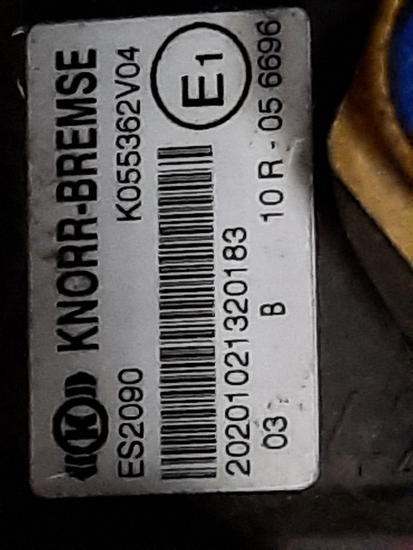 KNORR-BREMSE
ES2090 K055362V04
E1
20201021320183
03 B 10 R - 05 6696